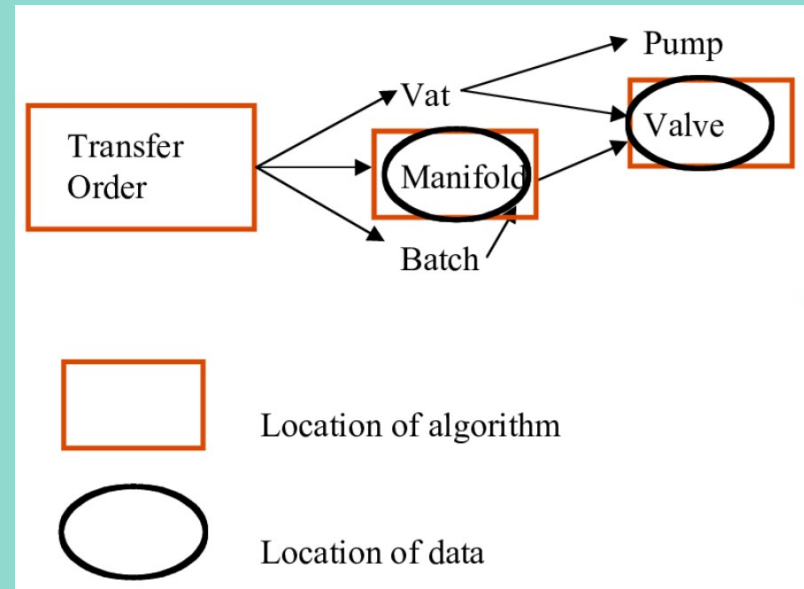 Pump
Vat
Valve
Transfer
Order
Manifold
Batch
Location of algorithm
Location of data